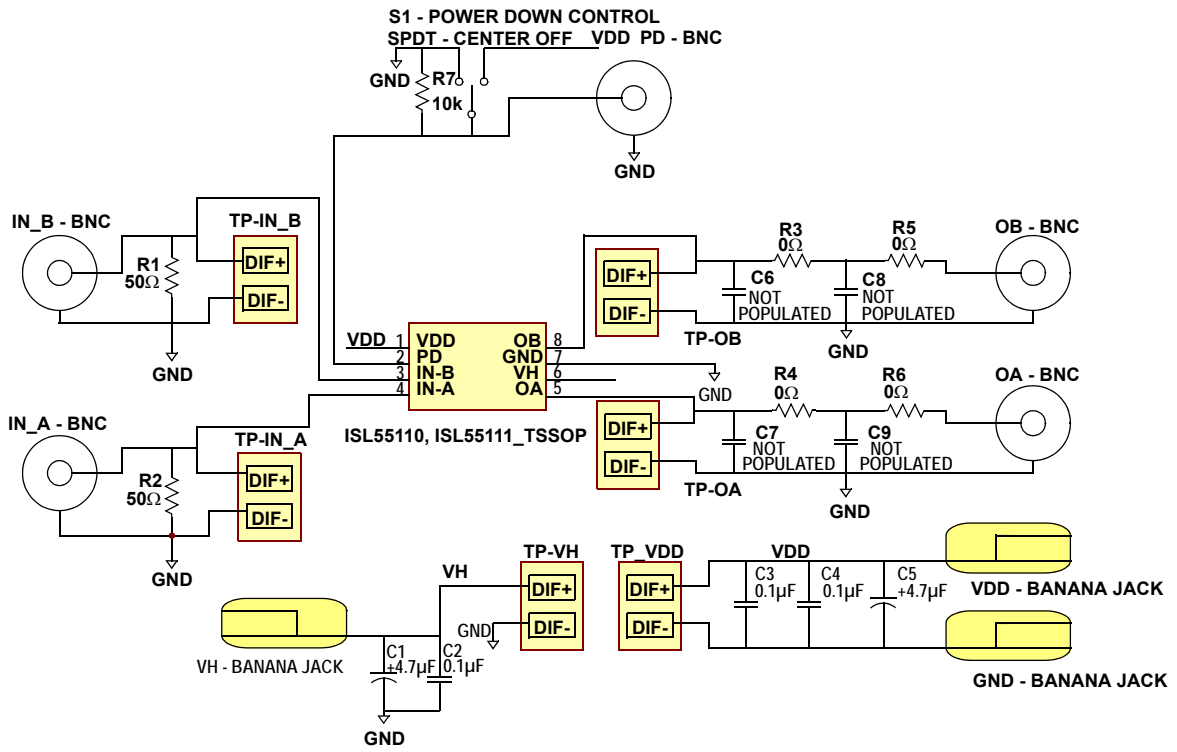 S1 - POWER DOWN CONTROL
SPDT - CENTER OFF
VDD
PD - BNC
GND
R7
10k
GND
IN_B - BNC
TP-IN_B
R1
50Ω
DIF+
DIF-
GND
R3
0Ω
R5
0Ω
OB - BNC
DIF+
DIF-
C6
NOT
POPULATED
C8
NOT
POPULATED
TP-OB
GND
VDD
1
VDD
OB
8
2
PD
GND
7
3
IN-B
VH
6
4
IN-A
OA
5
GND
ISL55110, ISL55111_TSSOP
R4
0Ω
R6
0Ω
OA - BNC
DIF+
DIF-
C7
NOT
POPULATED
C9
NOT
POPULATED
TP-OA
GND
IN_A - BNC
TP-IN_A
R2
50Ω
DIF+
DIF-
GND
VH
TP-VH
DIF+
DIF-
GND
VH - BANANA JACK
C1
+4.7µF
C2
0.1µF
GND
TP_VDD
DIF+
DIF-
VDD
C3
0.1µF
C4
0.1µF
C5
+4.7µF
VDD - BANANA JACK
GND - BANANA JACK